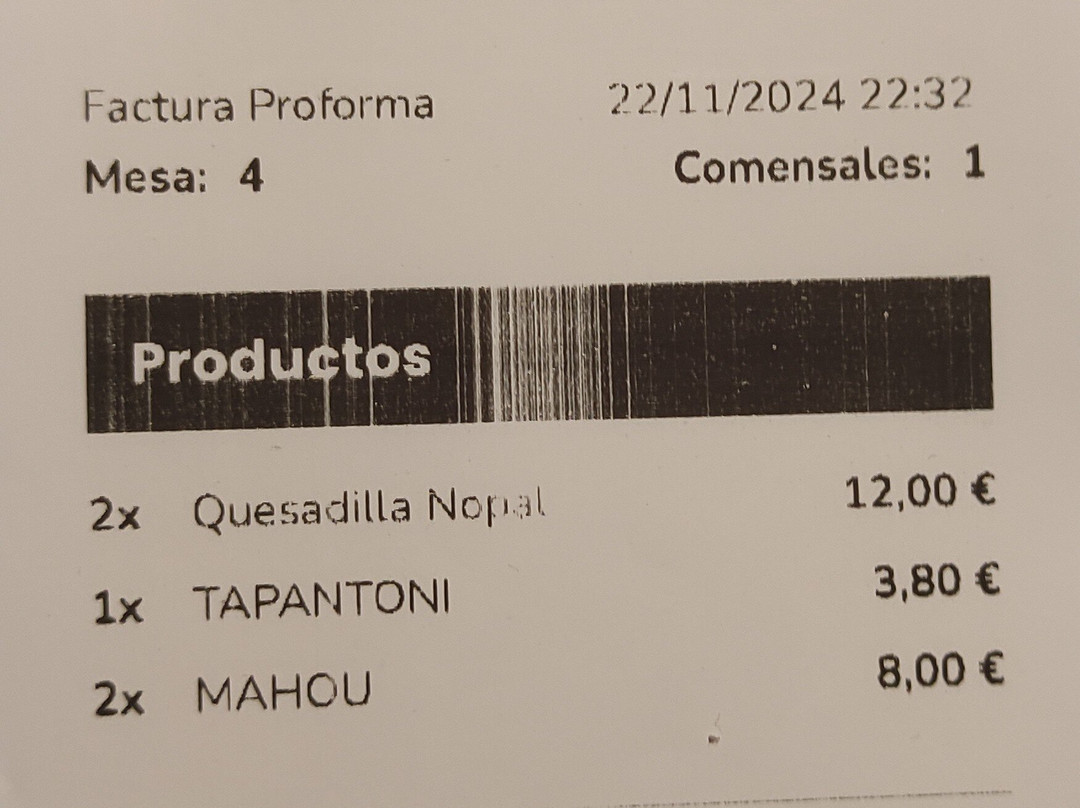 Factura Proforma 22/11/2024 22:32
Mesa: 4 Comensales: 1
Productos
2x Quesadilla Nopal 12,00 €
1x TAPANTONI 3,80 €
2x MAHOU 8,00 €